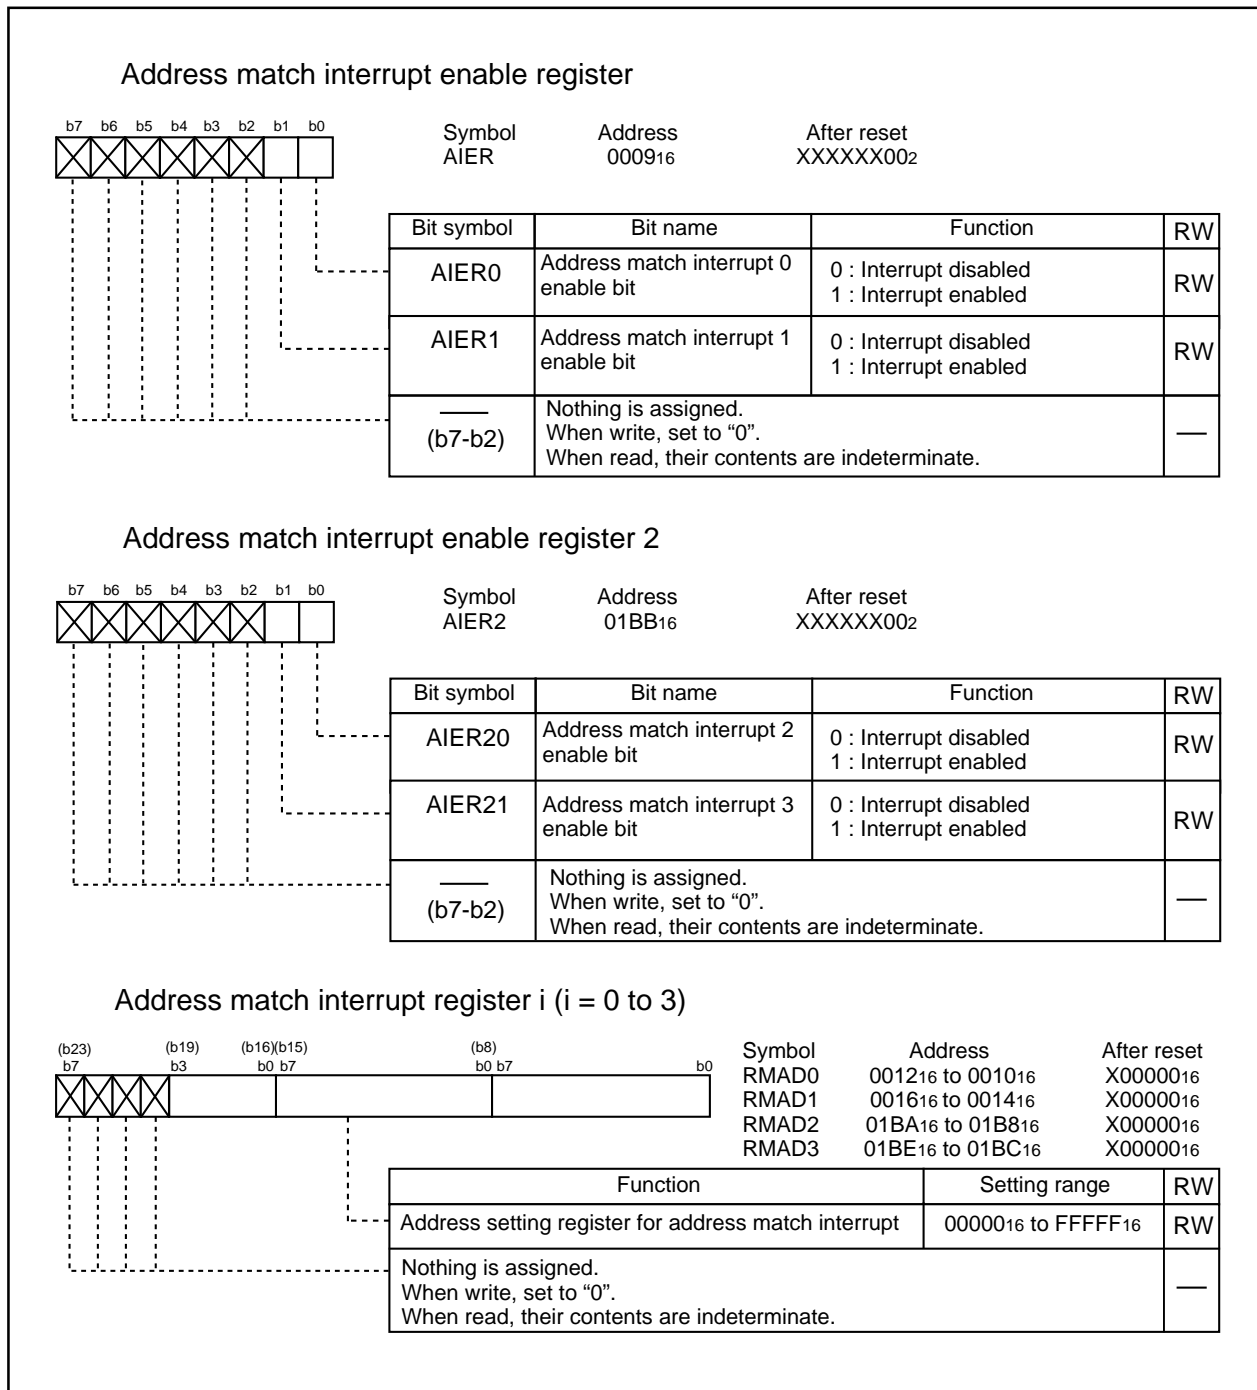 Address match interrupt enable register
b7 b6 b5 b4 b3 b2 b1 b0
Symbol Address After reset
AIER 000916 XXXXXX002
Bit symbol Bit name Function RW
AIER0 Address match interrupt 0 enable bit 0 : Interrupt disabled 1 : Interrupt enabled RW
AIER1 Address match interrupt 1 enable bit 0 : Interrupt disabled 1 : Interrupt enabled RW
——
(b7-b2)
Nothing is assigned.
When write, set to “0”.
When read, their contents are indeterminate.
—
Address match interrupt enable register 2
b7 b6 b5 b4 b3 b2 b1 b0
Symbol Address After reset
AIER2 01BB16 XXXXXX002
Bit symbol Bit name Function RW
AIER20 Address match interrupt 2 enable bit 0 : Interrupt disabled 1 : Interrupt enabled RW
AIER21 Address match interrupt 3 enable bit 0 : Interrupt disabled 1 : Interrupt enabled RW
——
(b7-b2)
Nothing is assigned.
When write, set to “0”.
When read, their contents are indeterminate.
—
Address match interrupt register i (i = 0 to 3)
(b23) (b19) (b16)(b15) (b8)
b7 b3 b0 b7 b0 b7 b0
Symbol Address After reset
RMAD0 001216 to 001016 X0000016
RMAD1 001616 to 001416 X0000016
RMAD2 01BA16 to 01B816 X0000016
RMAD3 01BE16 to 01BC16 X0000016
Function Setting range RW
Address setting register for address match interrupt 0000016 to FFFFF16 RW
Nothing is assigned.
When write, set to “0”.
When read, their contents are indeterminate.
—